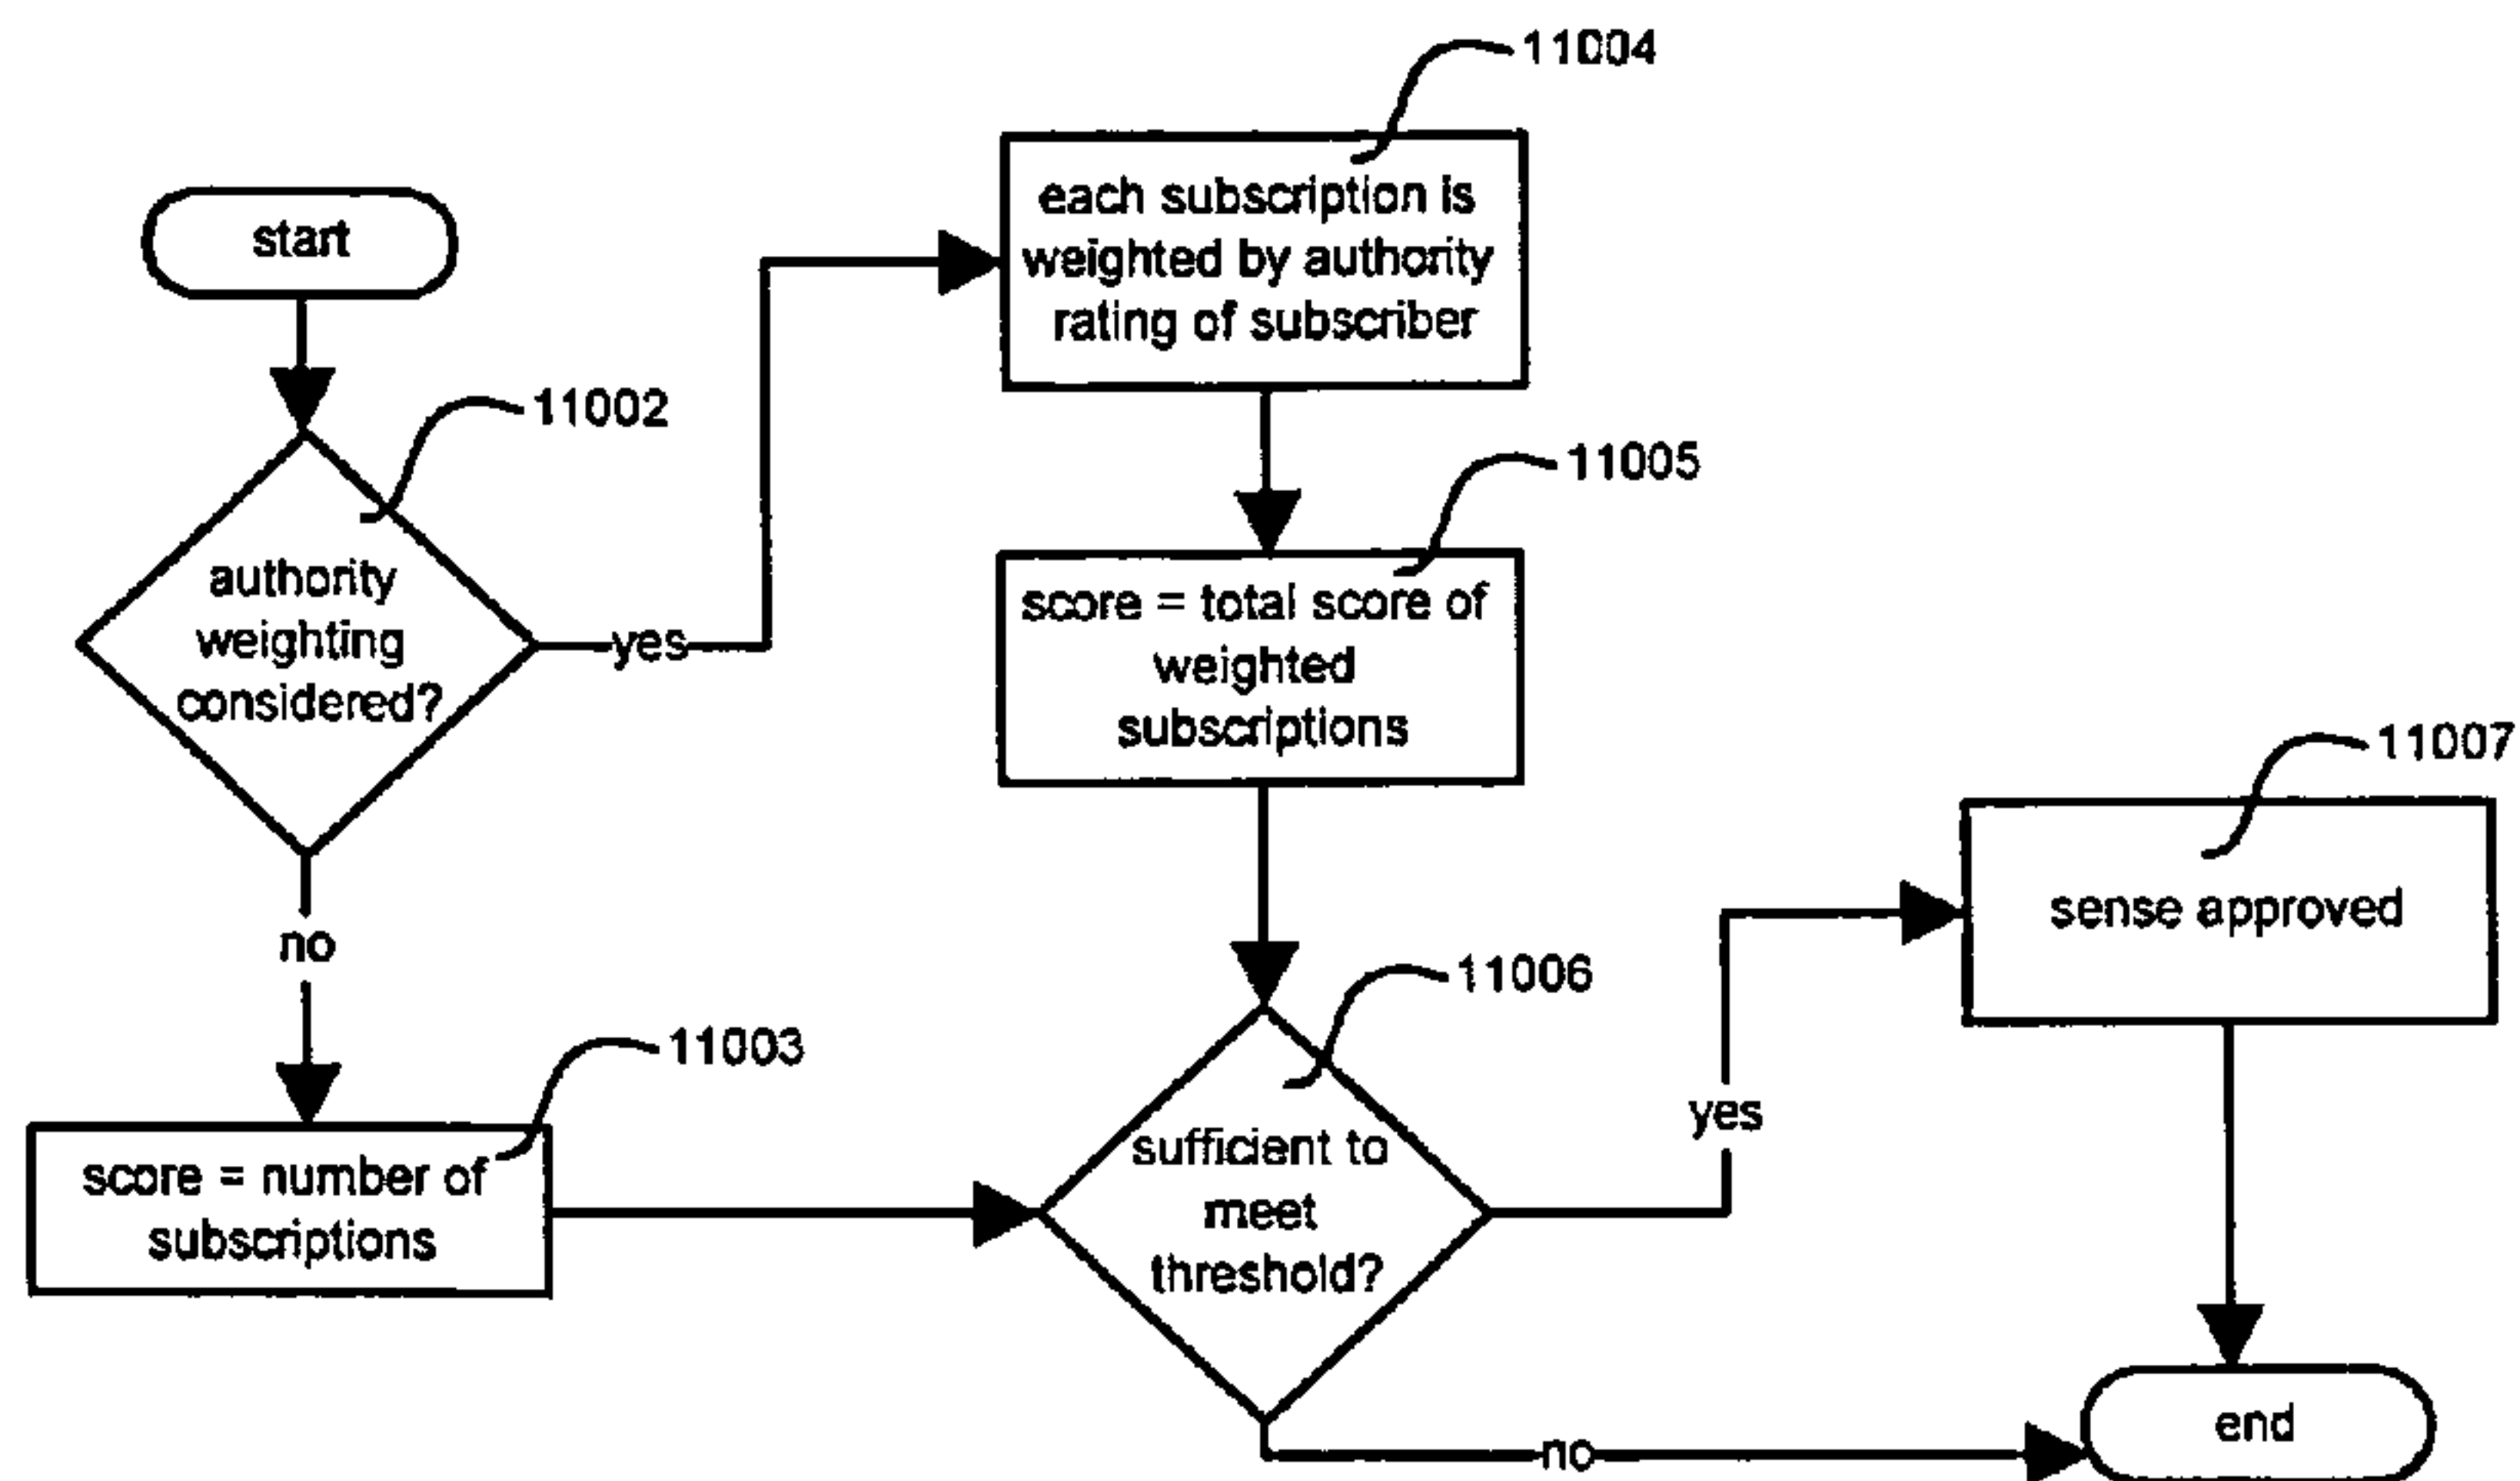 start
11002
authority
weighting
considered?
yes
no
11003
score = number of
subscriptions
11004
each subscription is
weighted by authority
rating of subscriber
11005
score = total score of
weighted
subscriptions
11006
sufficient to
meet
threshold?
yes
no
11007
sense approved
end